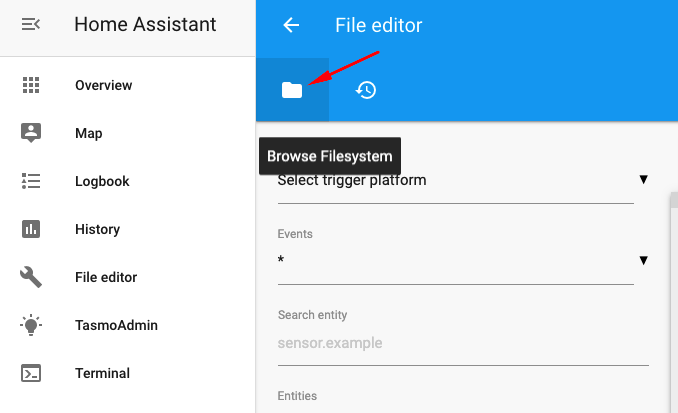 Home Assistant
File editor
Overview
Map
Logbook
History
File editor
TasmoAdmin
Terminal
Browse Filesystem
Select trigger platform
Events
*
Search entity
sensor.example
Entities